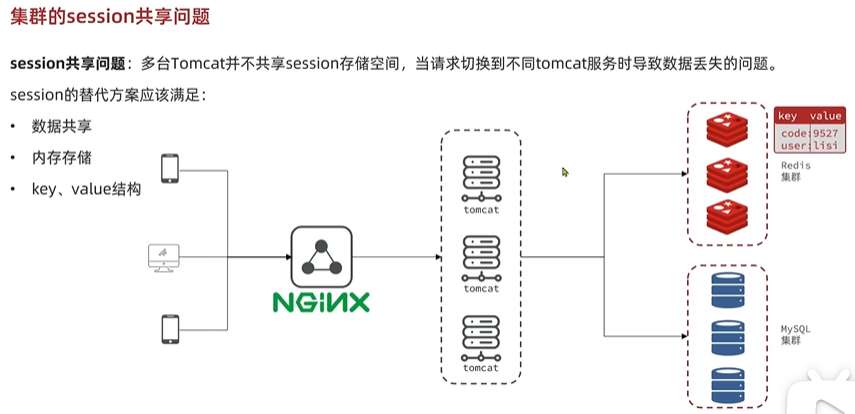 集群的session共享问题
session共享问题：多台Tomcat并不共享session存储空间，当请求切换到不同tomcat服务时导致数据丢失的问题。
session的替代方案应该满足：
• 数据共享
• 内存存储
• key、value结构
NGINX
tomcat
tomcat
tomcat
key value
code:9527
user:lisi
Redis
集群
MySQL
集群